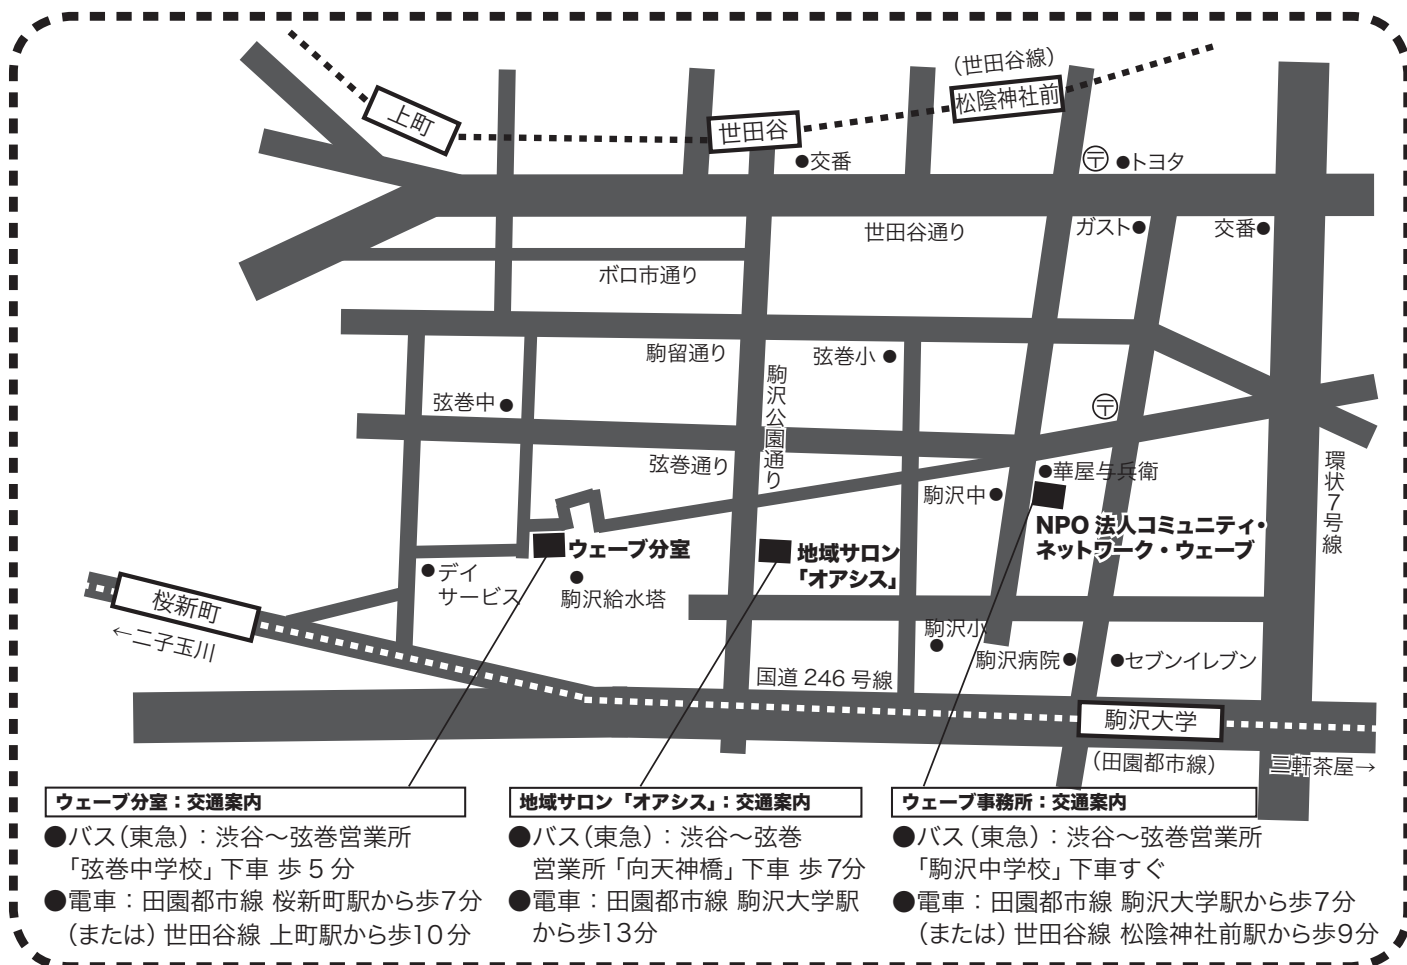 (世田谷線)
上町
世田谷
松陰神社前
●交番
〒
●トヨタ
世田谷通り
ガスト●
交番●
ボロ市通り
駒留通り
弦巻小●
駒沢公園通り
弦巻中●
〒
弦巻通り
環状7号線
●華屋与兵衛
駒沢中●
NPO 法人コミュニティ・
ネットワーク・ウェーブ
ウェーブ分室
地域サロン
「オアシス」
●デイ
サービス
●
駒沢給水塔
桜新町
←二子玉川
駒沢小
●
駒沢病院●
●セブンイレブン
国道 246 号線
駒沢大学
(田園都市線)
三軒茶屋→
ウェーブ分室：交通案内
●バス(東急)：渋谷～弦巻営業所
「弦巻中学校」下車 歩 5 分
●電車：田園都市線 桜新町駅から歩7分
(または) 世田谷線 上町駅から歩10分
地域サロン「オアシス」：交通案内
●バス(東急)：渋谷～弦巻
営業所「向天神橋」下車 歩 7分
●電車：田園都市線 駒沢大学駅
から歩13分
ウェーブ事務所：交通案内
●バス(東急)：渋谷～弦巻営業所
「駒沢中学校」下車すぐ
●電車：田園都市線 駒沢大学駅から歩7分
(または) 世田谷線 松陰神社前駅から歩9分